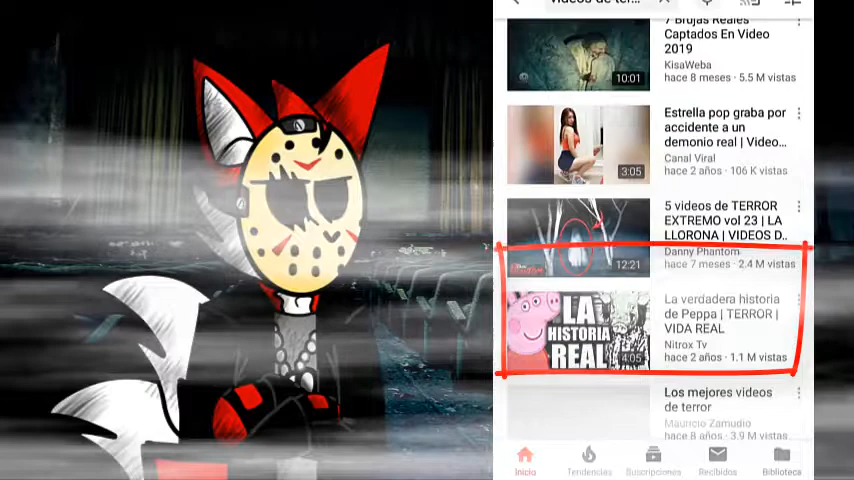 videos de ter...
7 Brujas Reales
Captados En Video
2019
KisaWeba
hace 8 meses · 5.5 M vistas
10:01
Estrella pop graba por
accidente a un
demonio real | Video...
Canal Viral
hace 2 años · 106 K vistas
3:05
5 videos de TERROR
EXTREMO vol 23 | LA
LLORONA | VIDEOS D..
Danny Phantom
hace 7 meses · 2.4 M vistas
12:21
LA
HISTORIA
REAL
4:05
La verdadera historia
de Peppa | TERROR |
VIDA REAL
Nitrox Tv
hace 2 años · 1.1 M vistas
Los mejores videos
de terror
Mauricio Zamudio
hace 8 años · 3.9 M vistas
Inicio
Tendencias
Suscripciones
Recibidos
Biblioteca